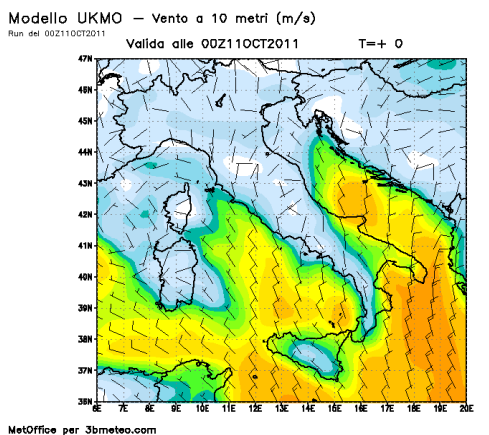 Modello UKMO – Vento a 10 metri (m/s)
Run del 00Z11OCT2011
Valida alle 00Z11OCT2011 T=+ 0
47N
46N
45N
44N
43N
42N
41N
40N
39N
38N
37N
36N
35N
6E 7E 8E 9E 10E 11E 12E 13E 14E 15E 16E 17E 18E 19E 20E
MetOffice per 3bmeteo.com